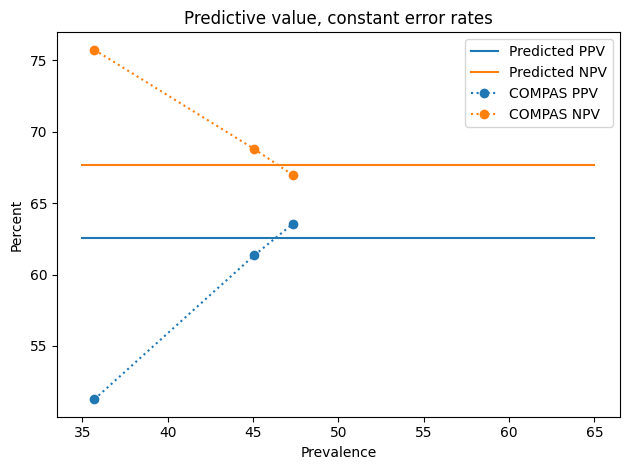 Predictive value, constant error rates
Predicted PPV
Predicted NPV
COMPAS PPV
COMPAS NPV
75
70
65
60
55
Percent
35 40 45 50 55 60 65
Prevalence